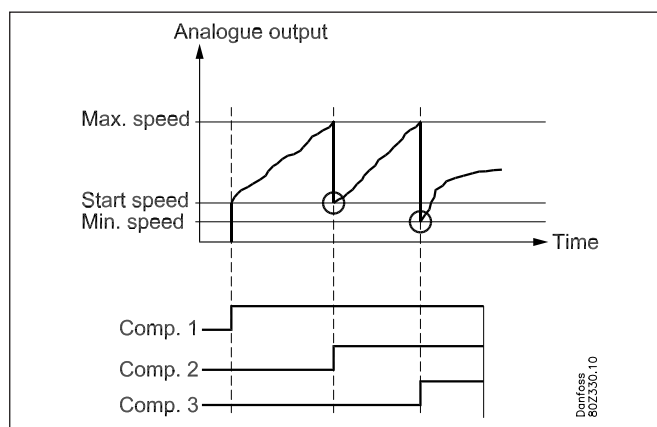 Analogue output
Max. speed
Start speed
Min. speed
Time
Comp. 1
Comp. 2
Comp. 3
Danfoss
80Z330.10